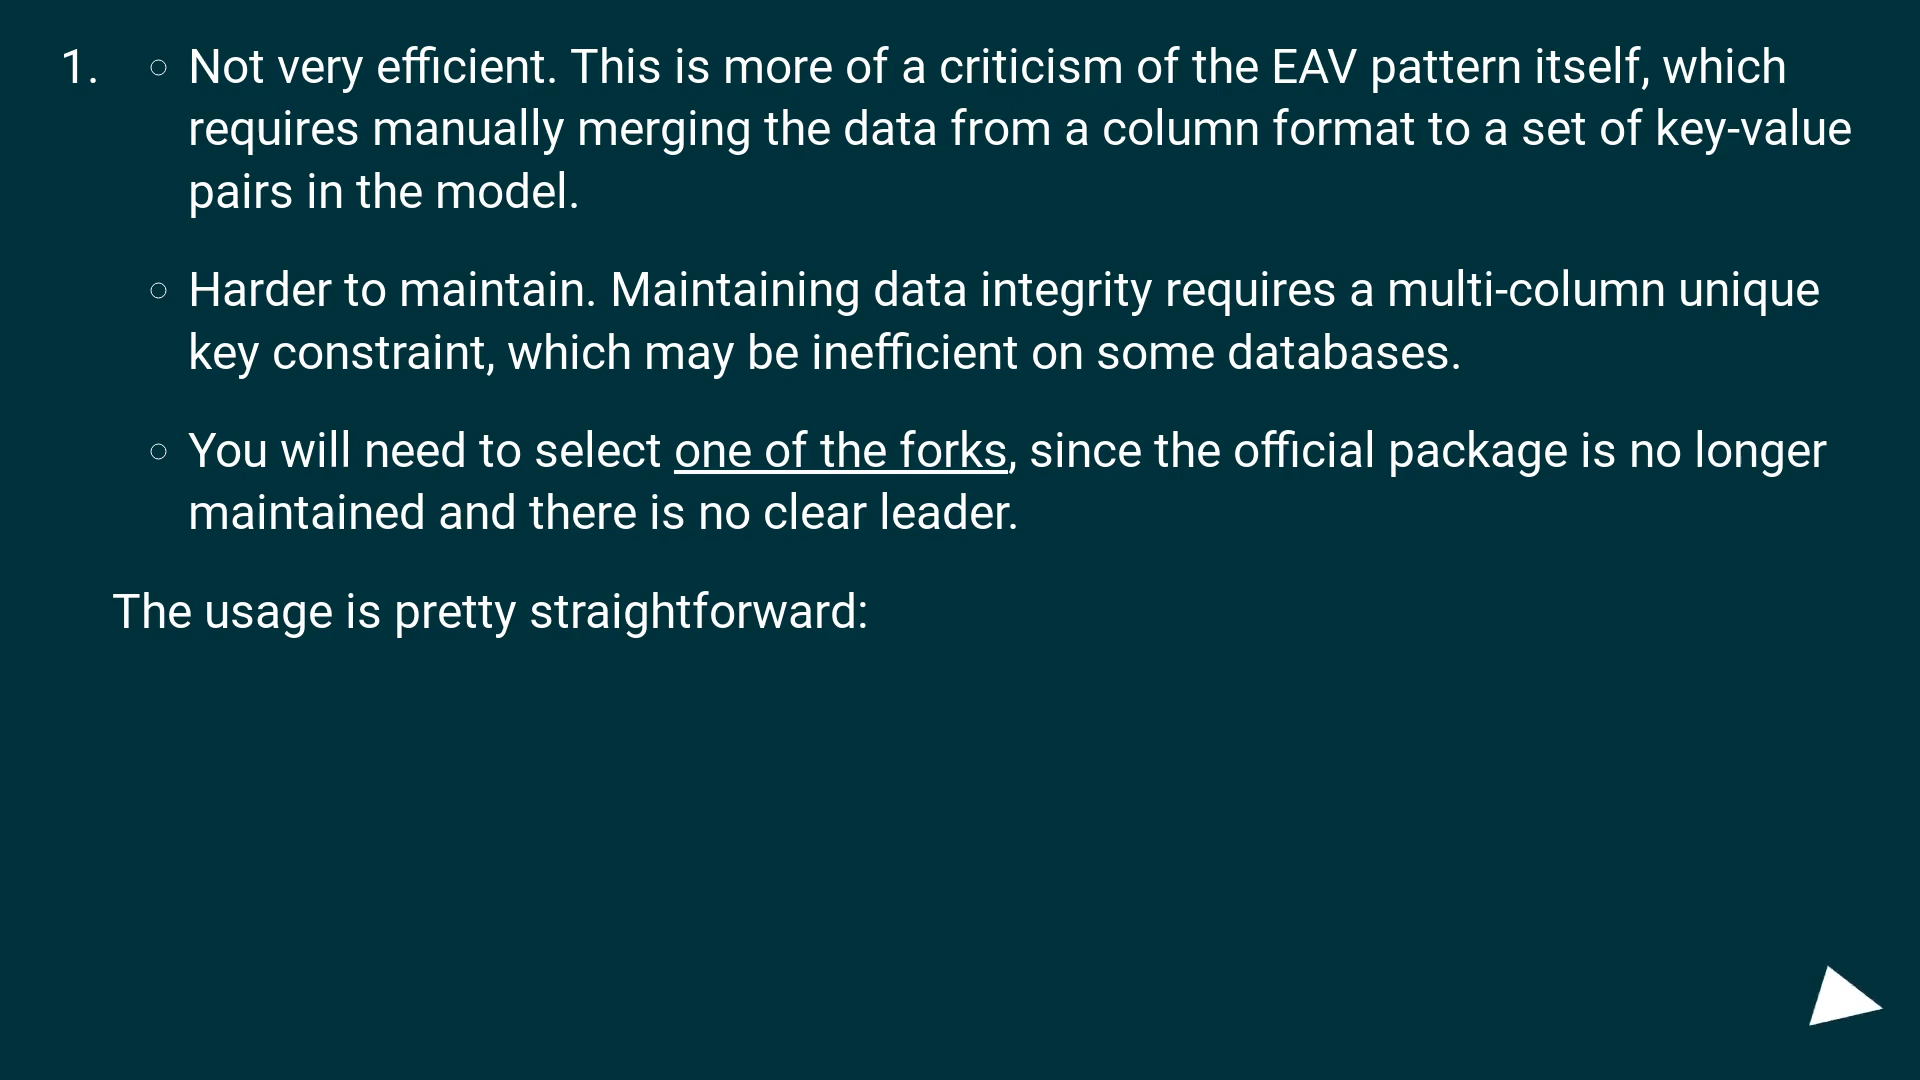 1. ○ Not very efficient. This is more of a criticism of the EAV pattern itself, which
requires manually merging the data from a column format to a set of key-value
pairs in the model.
○ Harder to maintain. Maintaining data integrity requires a multi-column unique
key constraint, which may be inefficient on some databases.
○ You will need to select one of the forks, since the official package is no longer
maintained and there is no clear leader.
The usage is pretty straightforward: